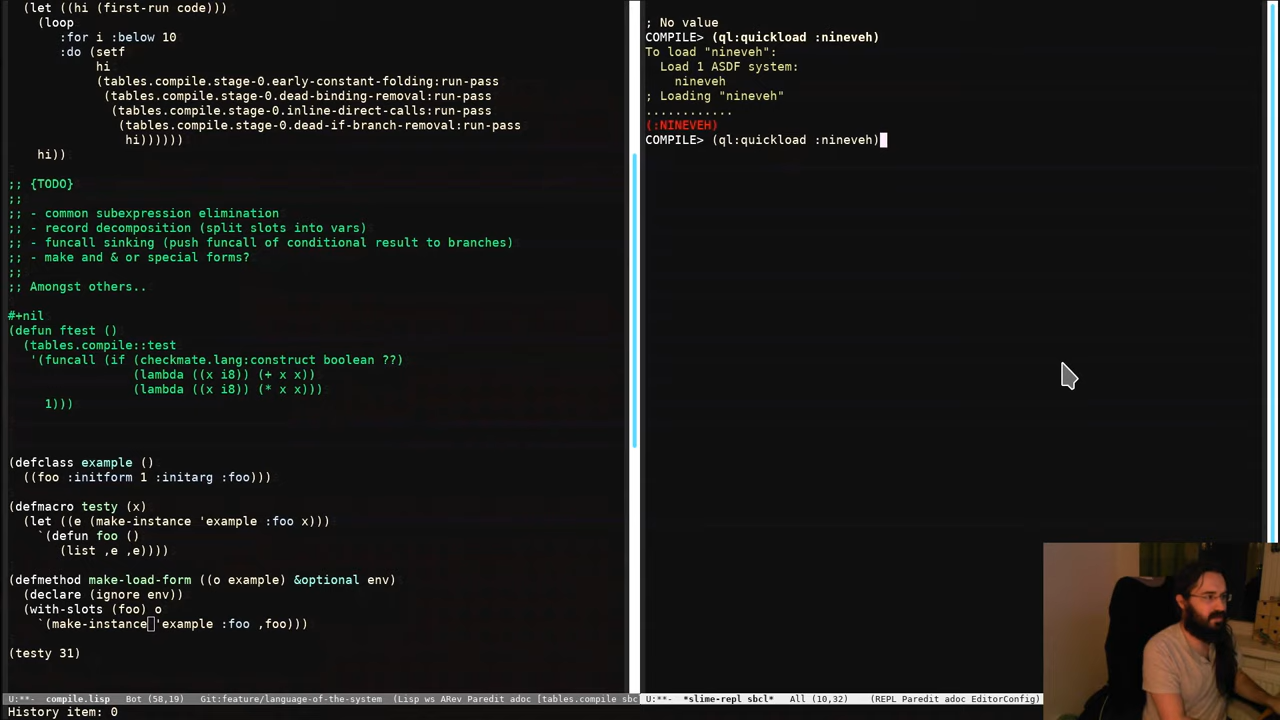 (let ((hi (first-run code)))
(loop
:for i :below 10
:do (setf
hi
(tables.compile.stage-0.early-constant-folding:run-pass
(tables.compile.stage-0.dead-binding-removal:run-pass
(tables.compile.stage-0.inline-direct-calls:run-pass
(tables.compile.stage-0.dead-if-branch-removal:run-pass
hi))))))
hi))
;; {TODO}
;;
;; - common subexpression elimination
;; - record decomposition (split slots into vars)
;; - funcall sinking (push funcall of conditional result to branches)
;; - make and & or special forms?
;;
;; Amongst others..
#+nil
(defun ftest ()
(tables.compile::test
'(funcall (if (checkmate.lang:construct boolean ??)
(lambda ((x i8)) (+ x x))
(lambda ((x i8)) (* x x)))
1)))
(defclass example ()
((foo :initform 1 :initarg :foo)))
(defmacro testy (x)
(let ((e (make-instance 'example :foo x)))
`(defun foo ()
(list ,e ,e))))
(defmethod make-load-form ((o example) &optional env)
(declare (ignore env))
(with-slots (foo) o
`(make-instance 'example :foo ,foo)))
(testy 31)
U:**- compile.lisp Bot (58,19) Git:feature/language-of-the-system (Lisp ws ARev Paredit adoc [tables.compile sbc
; No value
COMPILE> (ql:quickload :nineveh)
To load "nineveh":
Load 1 ASDF system:
nineveh
; Loading "nineveh"
............
(:NINEVEH)
COMPILE> (ql:quickload :nineveh)
U:**- *slime-repl sbcl* All (10,32) (REPL Paredit adoc EditorConfig)
History item: 0